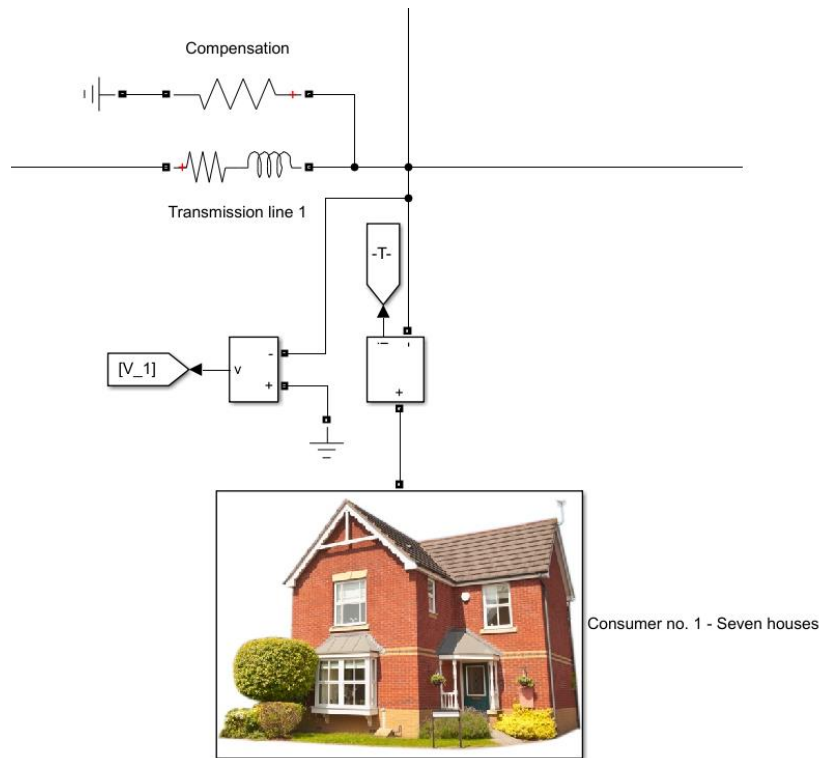 Compensation
Transmission line 1
-T-
i
-
+
[V_1]
v
-
+
Consumer no. 1 - Seven houses